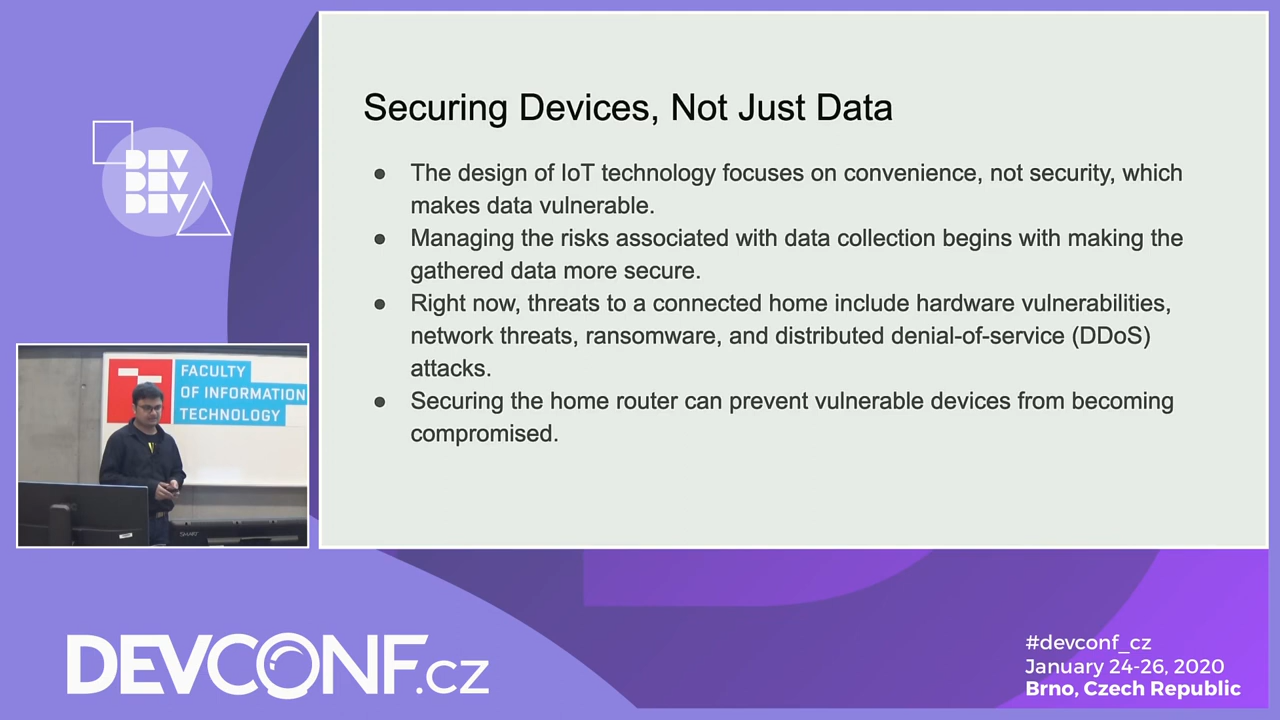 DEV
DEV
DEV
Securing Devices, Not Just Data
● The design of IoT technology focuses on convenience, not security, which
makes data vulnerable.
● Managing the risks associated with data collection begins with making the
gathered data more secure.
● Right now, threats to a connected home include hardware vulnerabilities,
network threats, ransomware, and distributed denial-of-service (DDoS)
attacks.
● Securing the home router can prevent vulnerable devices from becoming
compromised.
FACULTY
OF INFORMATION
TECHNOLOGY
SMART
DEVCONF.cz
#devconf_cz
January 24-26, 2020
Brno, Czech Republic